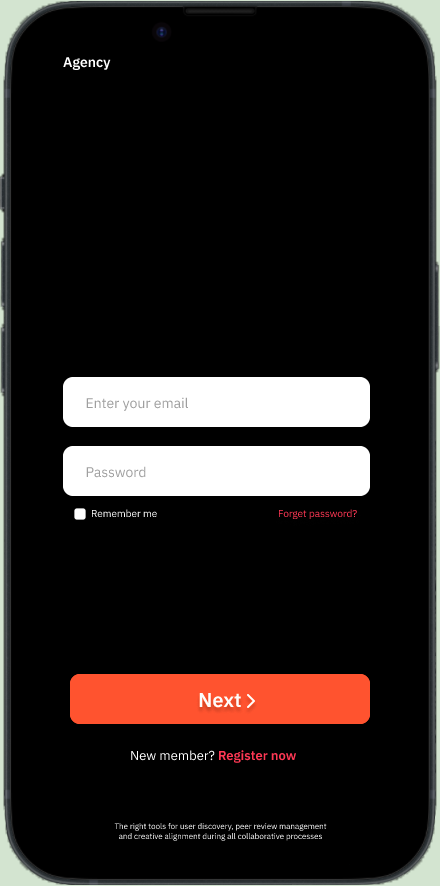 Agency
Enter your email
Password
Remember me
Forget password?
Next
New member? Register now
The right tools for user discovery, peer review management
and creative alignment during all collaborative processes